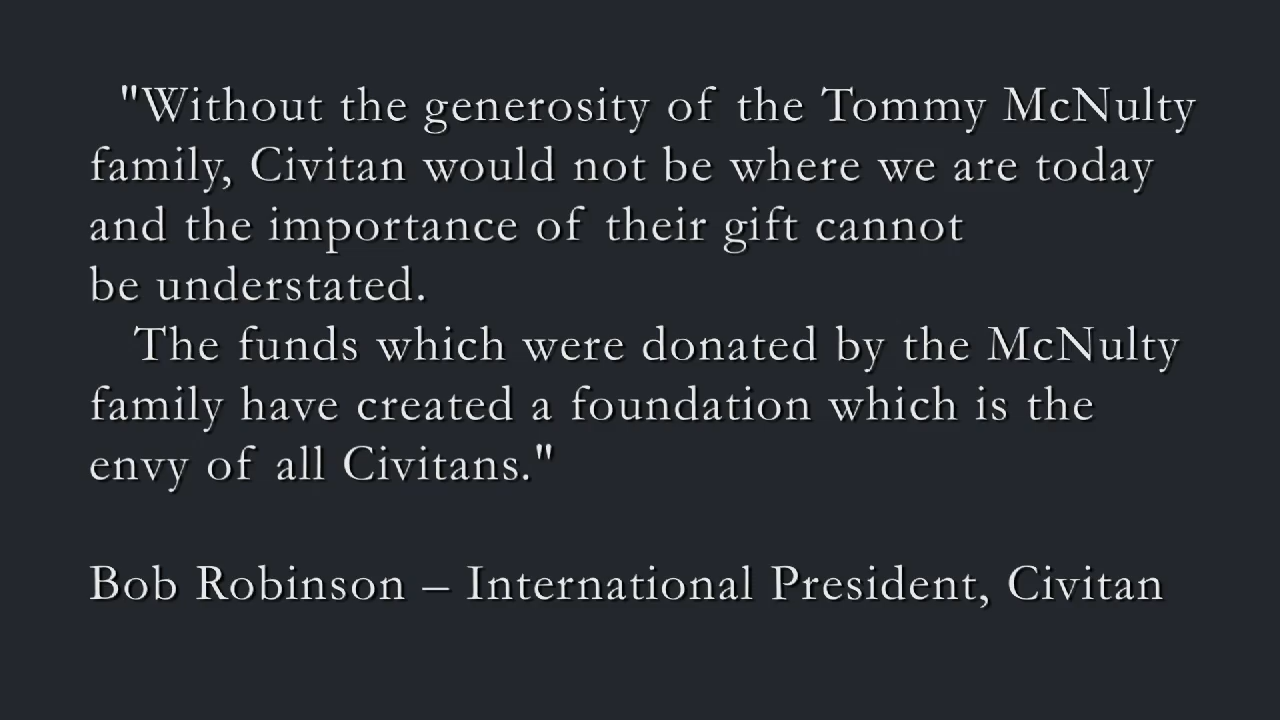 "Without the generosity of the Tommy McNulty
family, Civitan would not be where we are today
and the importance of their gift cannot
be understated.
The funds which were donated by the McNulty
family have created a foundation which is the
envy of all Civitans."
Bob Robinson – International President, Civitan